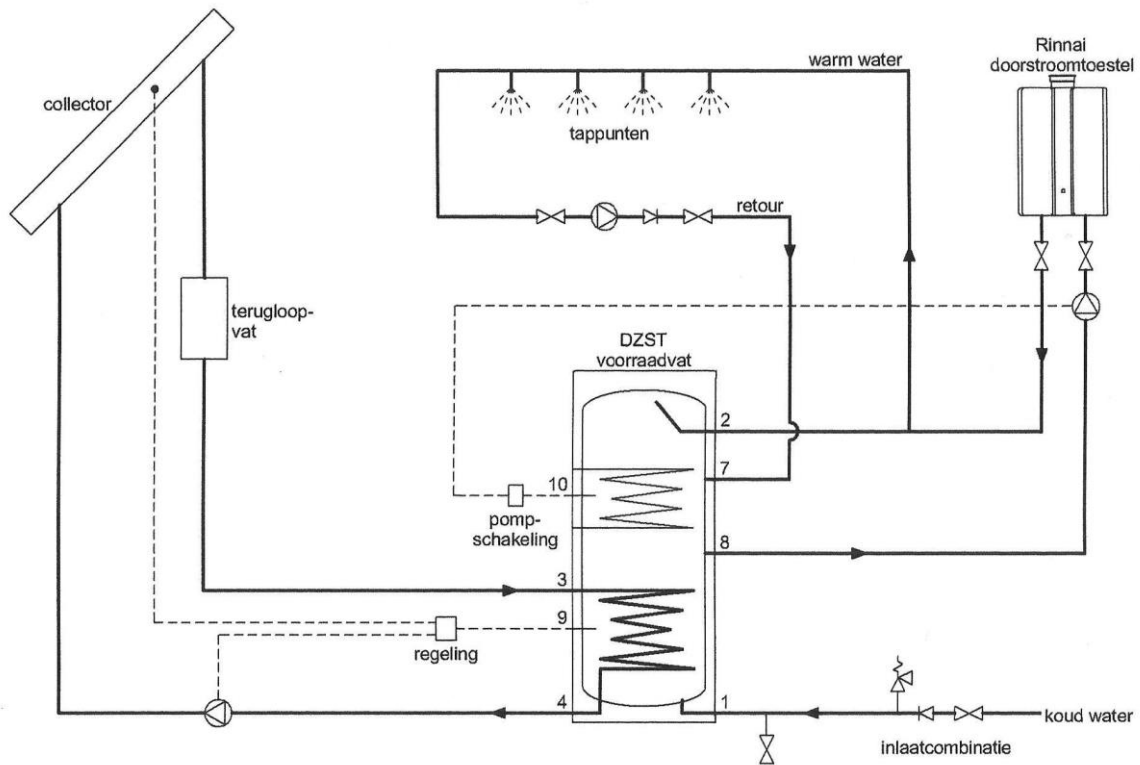 Rinnai
doorstroomtoestel
warm water
collector
tappunten
retour
terugloop-
vat
DZST
voorraadvat
2
7
10
pomp-
schakeling
8
3
9
regeling
4
1
koud water
inlaatcombinatie